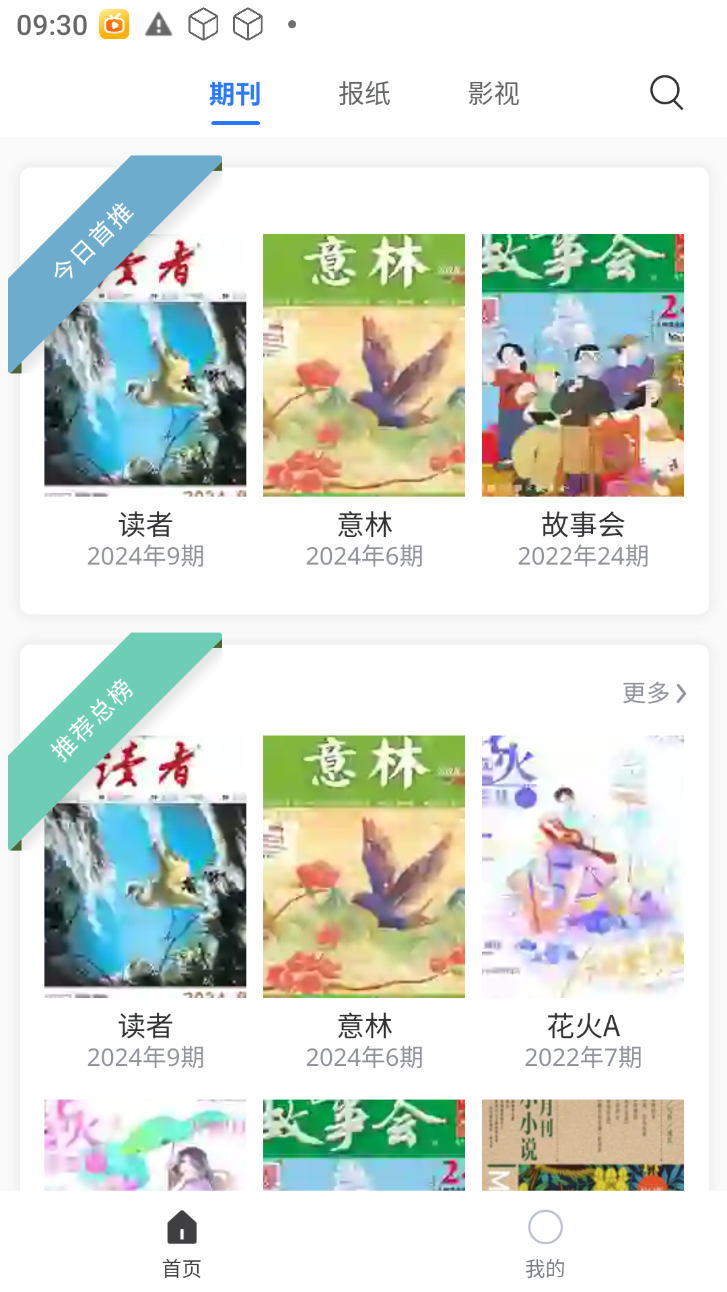 09:30
期刊 报纸 影视
今日首推
读者
意林
故事会
读者
2024年9期
意林
2024年6期
故事会
2022年24期
推荐总榜
更多
读者
意林
火
读者
2024年9期
意林
2024年6期
花火A
2022年7期
火
故事会
月刊
小小说
首页
我的